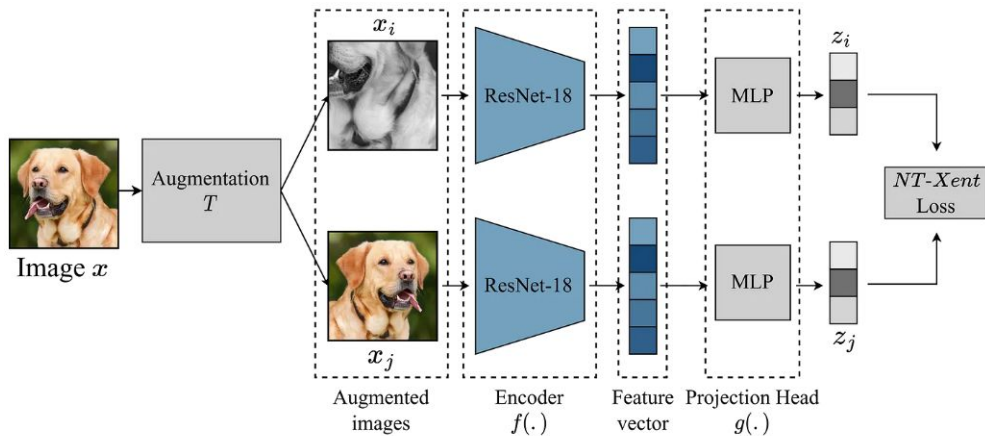 Image x
Augmentation
T
x_i
x_j
Augmented
images
ResNet-18
ResNet-18
Encoder
f(.)
Feature
vector
MLP
MLP
Projection Head
g(.)
z_i
z_j
NT-Xent
Loss